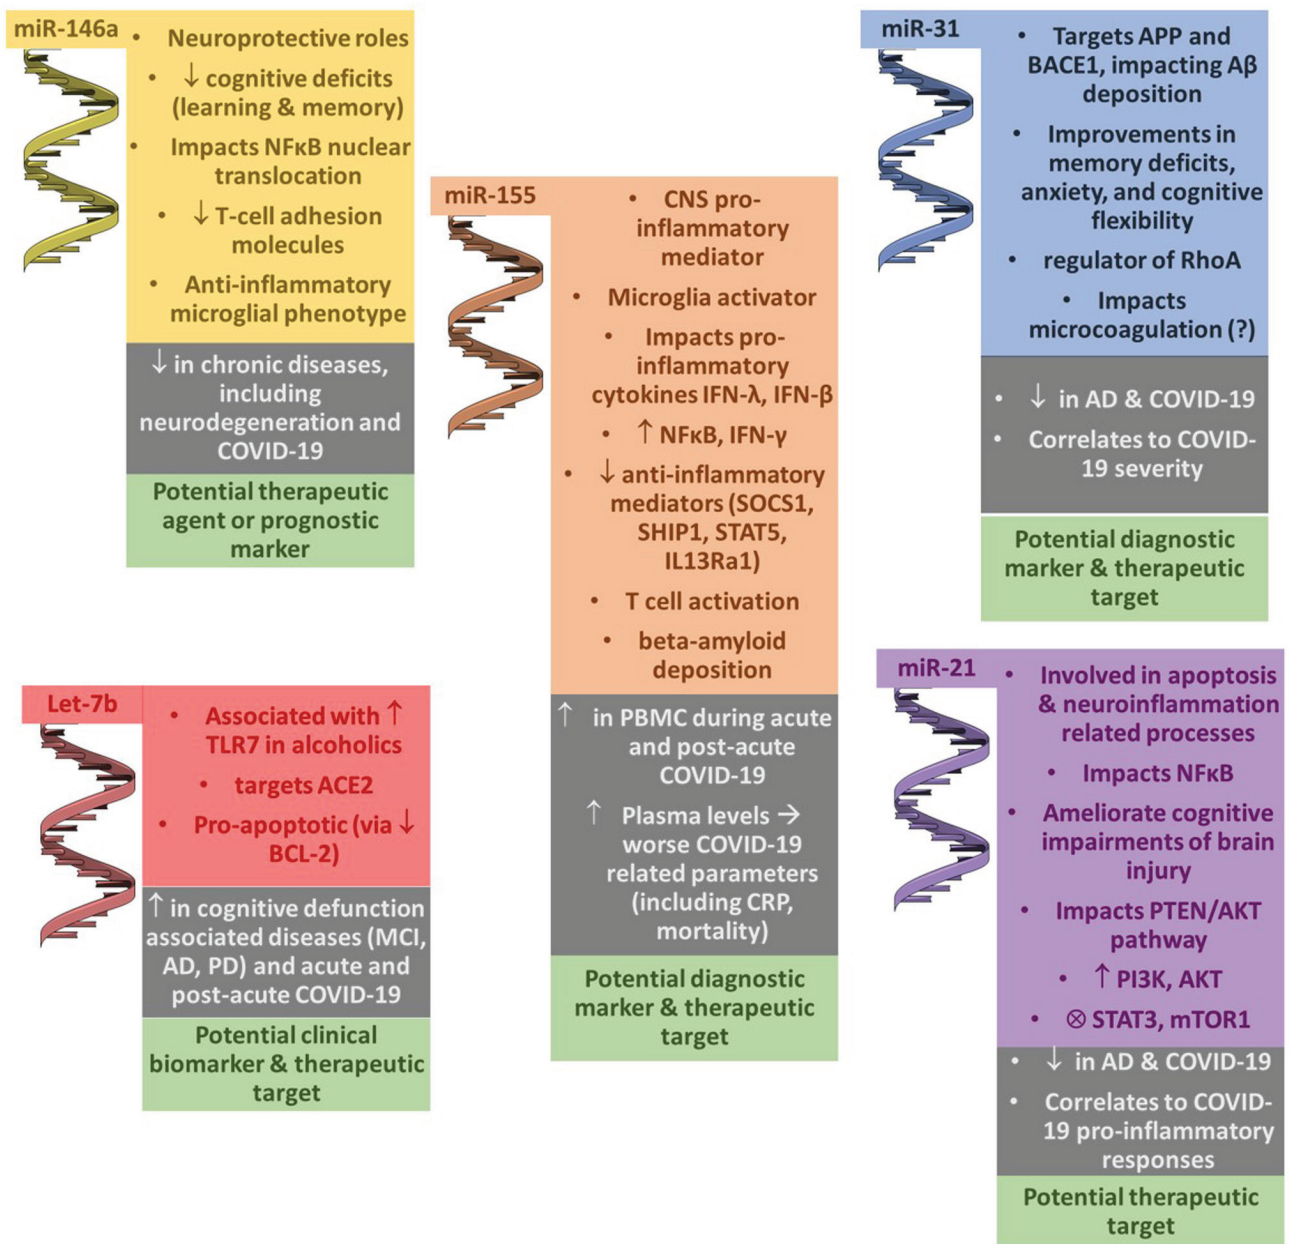 miR-146a
• Neuroprotective roles
• ↓ cognitive deficits
(learning & memory)
• Impacts NFκB nuclear
translocation
• ↓ T-cell adhesion
molecules
• Anti-inflammatory
microglial phenotype
↓ in chronic diseases,
including
neurodegeneration and
COVID-19
Potential therapeutic
agent or prognostic
marker
miR-155
• CNS pro-
inflammatory
mediator
• Microglia activator
• Impacts pro-
inflammatory
cytokines IFN-λ, IFN-β
• ↑ NFκB, IFN-γ
• ↓ anti-inflammatory
mediators (SOCS1,
SHIP1, STAT5,
IL13Ra1)
• T cell activation
• beta-amyloid
deposition
↑ in PBMC during acute
and post-acute
COVID-19
↑ Plasma levels →
worse COVID-19
related parameters
(including CRP,
mortality)
Potential diagnostic
marker & therapeutic
target
miR-31
• Targets APP and
BACE1, impacting Aβ
deposition
• Improvements in
memory deficits,
anxiety, and cognitive
flexibility
• regulator of RhoA
• Impacts
microcoagulation (?)
• ↓ in AD & COVID-19
• Correlates to COVID-
19 severity
Potential diagnostic
marker & therapeutic
target
Let-7b
• Associated with ↑
TLR7 in alcoholics
• targets ACE2
• Pro-apoptotic (via ↓
BCL-2)
↑ in cognitive defunction
associated diseases (MCI,
AD, PD) and acute and
post-acute COVID-19
Potential clinical
biomarker & therapeutic
target
miR-21
• Involved in apoptosis
& neuroinflammation
related processes
• Impacts NFκB
• Ameliorate cognitive
impairments of brain
injury
• Impacts PTEN/AKT
pathway
• ↑ PI3K, AKT
• ⊗ STAT3, mTOR1
• ↓ in AD & COVID-19
• Correlates to COVID-
19 pro-inflammatory
responses
Potential therapeutic
target